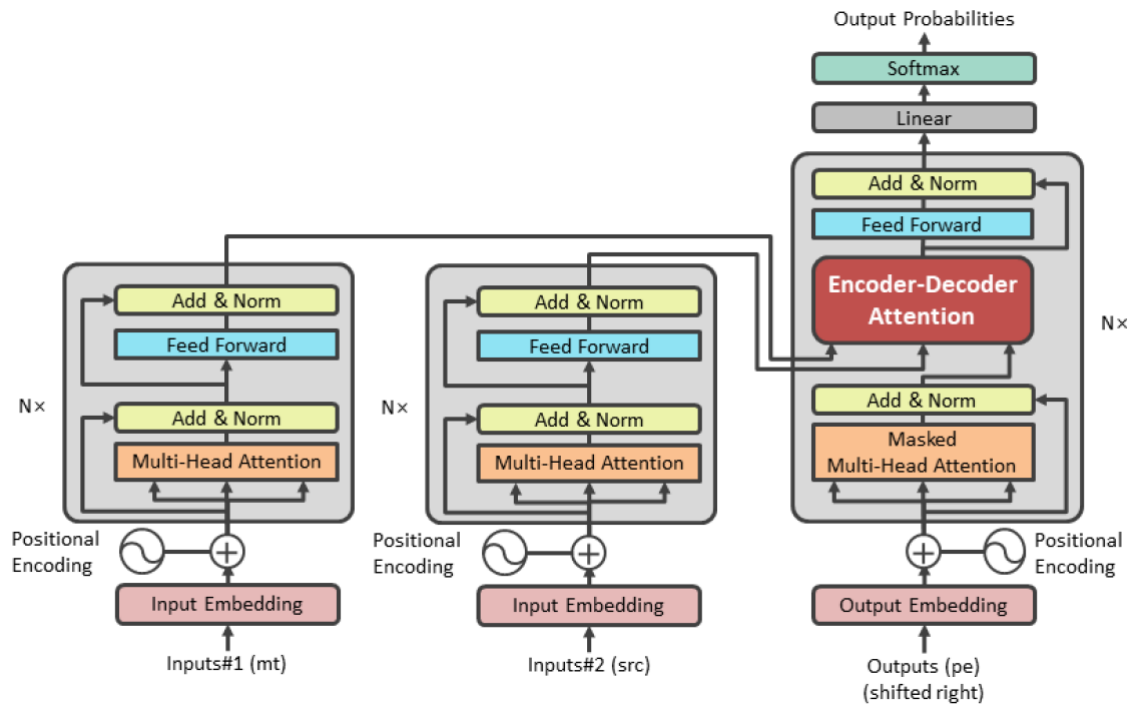 Output Probabilities
Softmax
Linear
Add & Norm
Feed Forward
Encoder-Decoder
Attention
N×
Add & Norm
Masked
Multi-Head Attention
Positional
Encoding
Output Embedding
Outputs (pe)
(shifted right)
Add & Norm
Feed Forward
N×
Add & Norm
Multi-Head Attention
Positional
Encoding
Input Embedding
Inputs#1 (mt)
Add & Norm
Feed Forward
N×
Add & Norm
Multi-Head Attention
Positional
Encoding
Input Embedding
Inputs#2 (src)